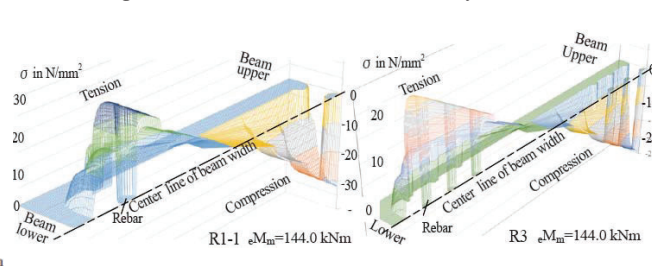 σ in N/mm²
30
20
10
0
Tension
Beam
upper
0
-10
-20
-30
Center line of beam width
Compression
Rebar
Beam
lower
R1-1 eMm=144.0 kNm
σ in N/mm²
20
10
0
Tension
Beam
Upper
Center line of beam width
Compression
Rebar
Lower
R3 eMm=144.0 kNm